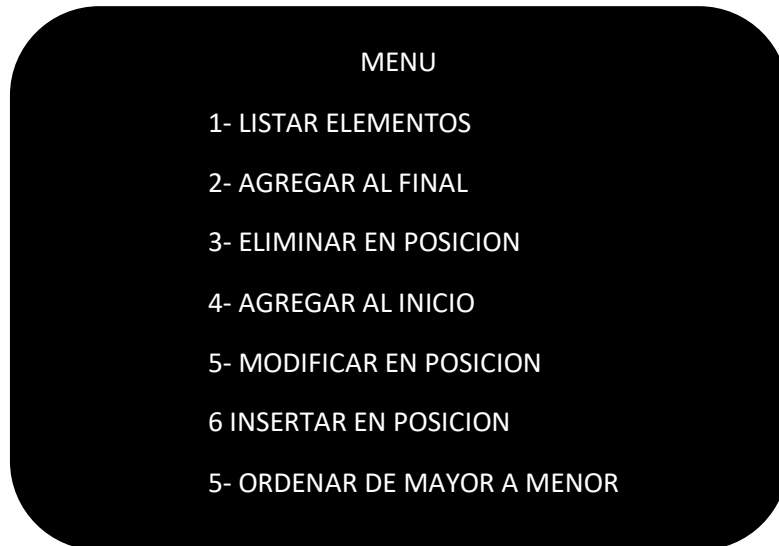 MENU
1- LISTAR ELEMENTOS
2- AGREGAR AL FINAL
3- ELIMINAR EN POSICION
4- AGREGAR AL INICIO
5- MODIFICAR EN POSICION
6 INSERTAR EN POSICION
5- ORDENAR DE MAYOR A MENOR